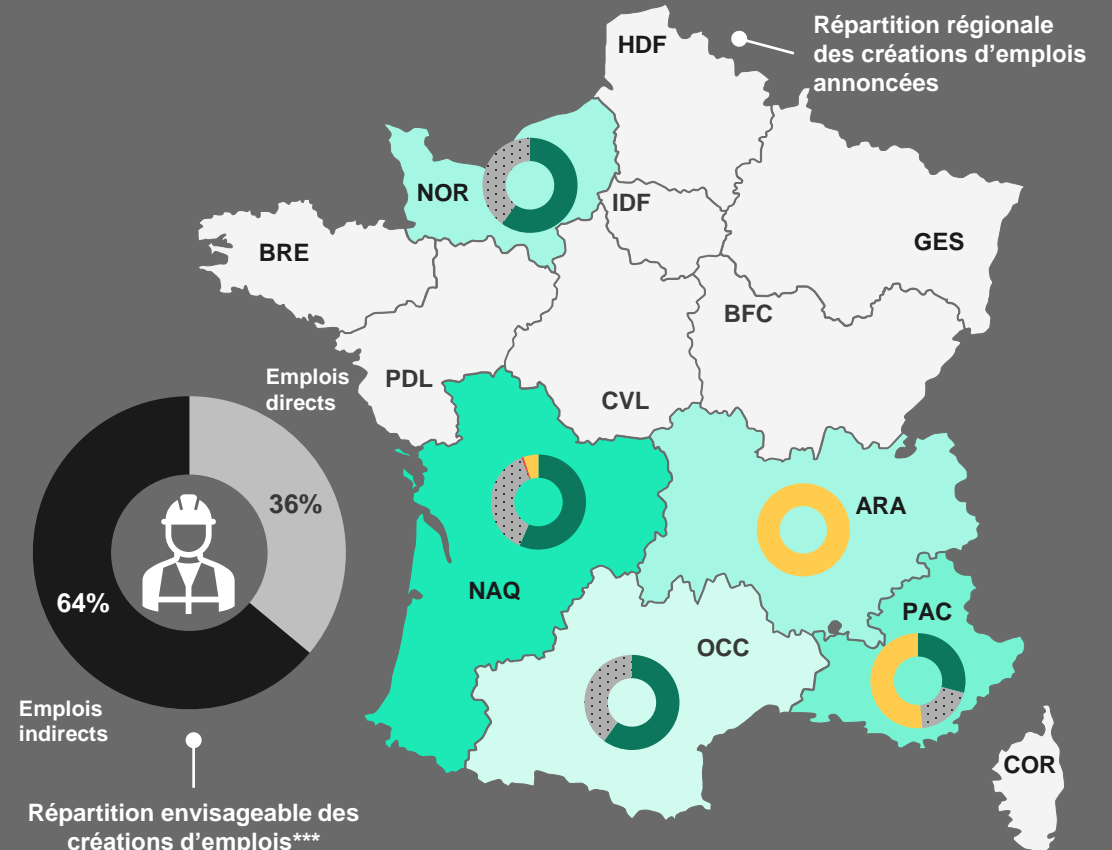 Répartition régionale
des créations d'emplois
annoncées
HDF
NOR
IDF
GES
BRE
BFC
PDL
CVL
Emplois
directs
36%
64%
ARA
NAQ
PAC
OCC
Emplois
indirects
COR
Répartition envisageable des
créations d'emplois***